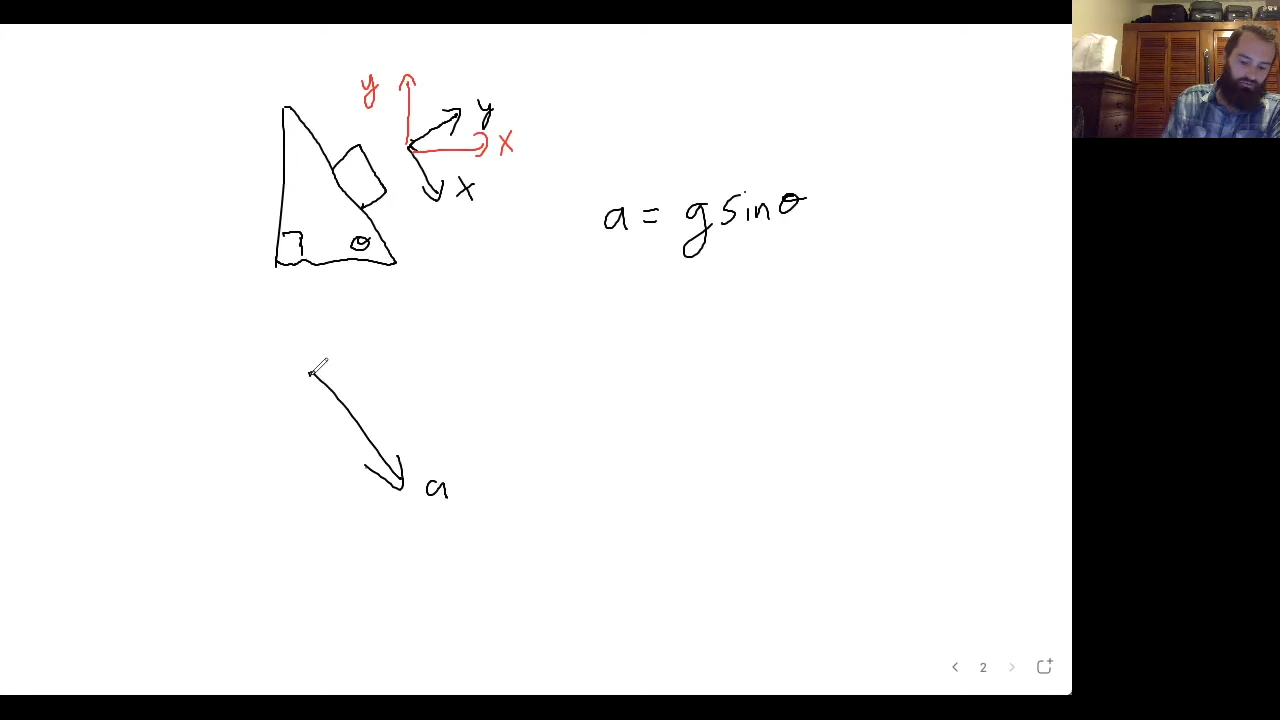 y
y
x
x
a = g sin θ
θ
a
2